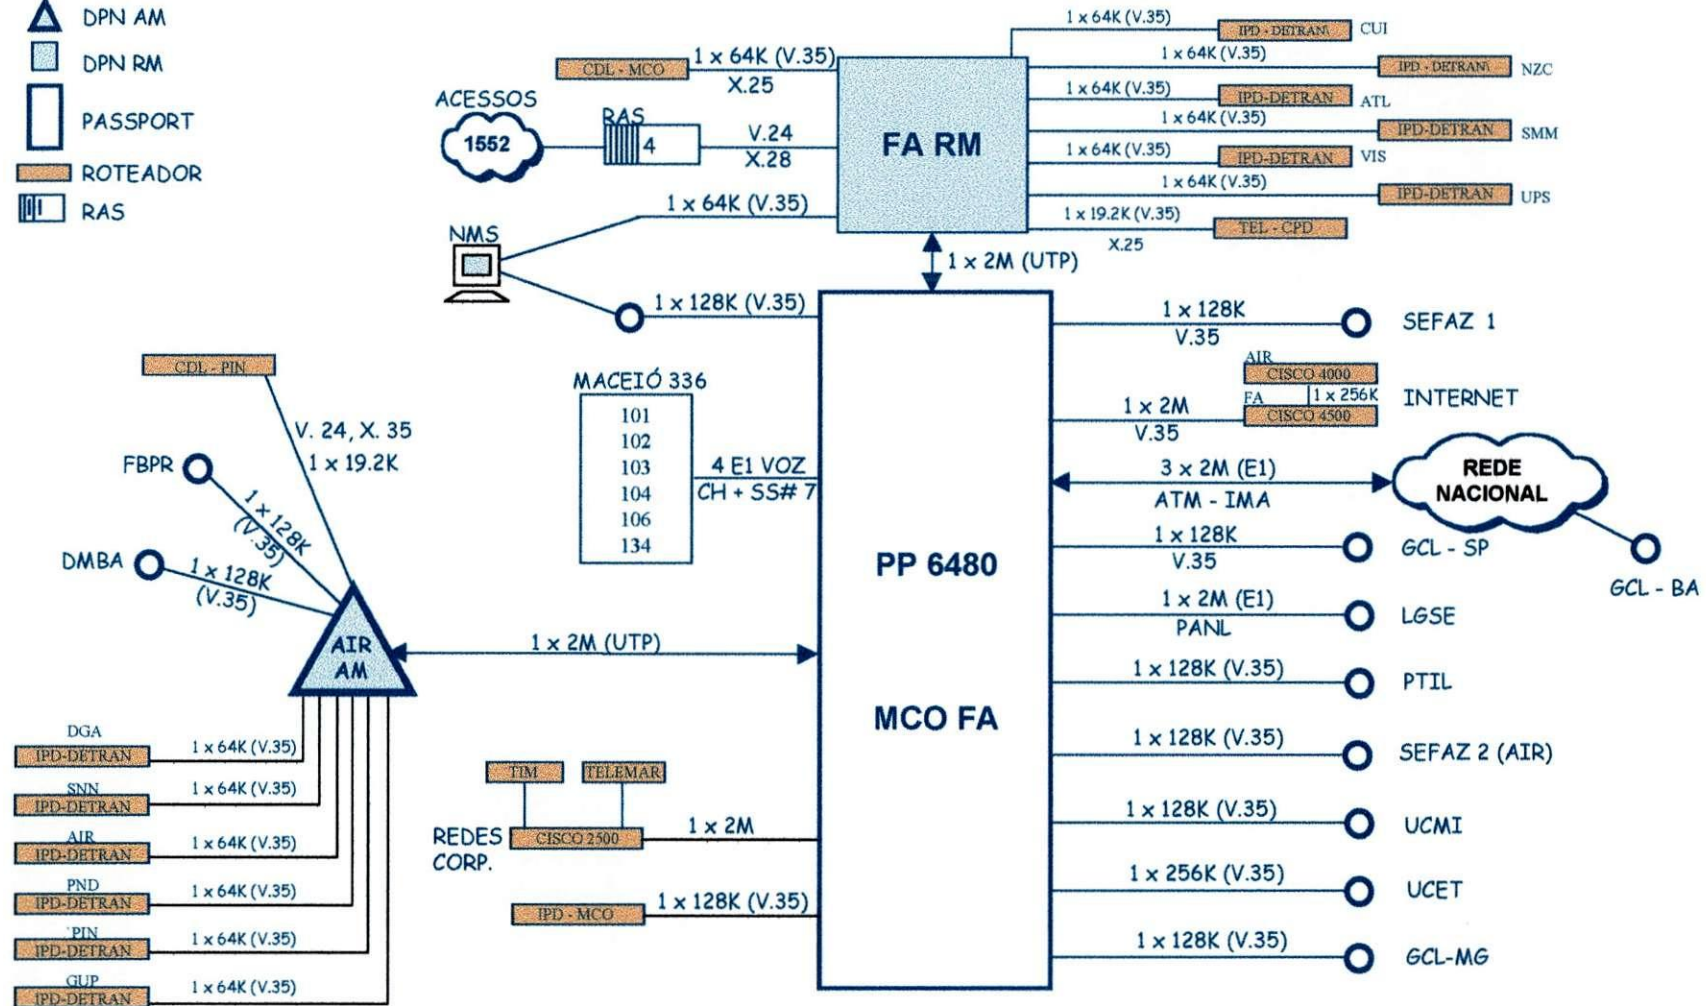 DPN AM
DPN RM
PASSPORT
ROTEADOR
RAS
CDL - MCO
1 x 64K (V.35)
X.25
ACESSOS
1552
RAS
4
V.24
X.28
NMS
1 x 64K (V.35)
1 x 128K (V.35)
FA RM
1 x 64K (V.35)
IPD - DETRAN\
CUI
1 x 64K (V.35)
IPD - DETRAN\
NZC
1 x 64K (V.35)
IPD-DETRAN
ATL
1 x 64K (V.35)
IPD-DETRAN
SMM
1 x 64K (V.35)
IPD-DETRAN
VIS
1 x 64K (V.35)
IPD-DETRAN
UPS
1 x 19.2K (V.35)
X.25
TEL - CPD
1 x 2M (UTP)
CDL - PIN
V. 24, X. 35
1 x 19.2K
FBPR
1 x 128K
(V.35)
DMBA
1 x 128K
(V.35)
AIR
AM
1 x 2M (UTP)
MACEIÓ 336
101
102
103
104
106
134
4 E1 VOZ
CH + SS# 7
PP 6480
MCO FA
1 x 128K
V.35
SEFAZ 1
AIR
CISCO 4000
1 x 256K
FA
CISCO 4500
INTERNET
1 x 2M
V.35
3 x 2M (E1)
ATM - IMA
REDE
NACIONAL
GCL - BA
1 x 128K
V.35
GCL - SP
1 x 2M (E1)
PANL
LGSE
1 x 128K (V.35)
PTIL
1 x 128K (V.35)
SEFAZ 2 (AIR)
1 x 128K (V.35)
UCMI
1 x 256K (V.35)
UCET
1 x 128K (V.35)
GCL-MG
DGA
IPD-DETRAN
1 x 64K (V.35)
SNN
IPD-DETRAN
1 x 64K (V.35)
AIR
IPD-DETRAN
1 x 64K (V.35)
PND
IPD-DETRAN
1 x 64K (V.35)
PIN
IPD-DETRAN
1 x 64K (V.35)
GUP
IPD-DETRAN
1 x 64K (V.35)
TIM
TELEMAR
REDES
CORP.
CISCO 2500
1 x 2M
IPD - MCO
1 x 128K (V.35)